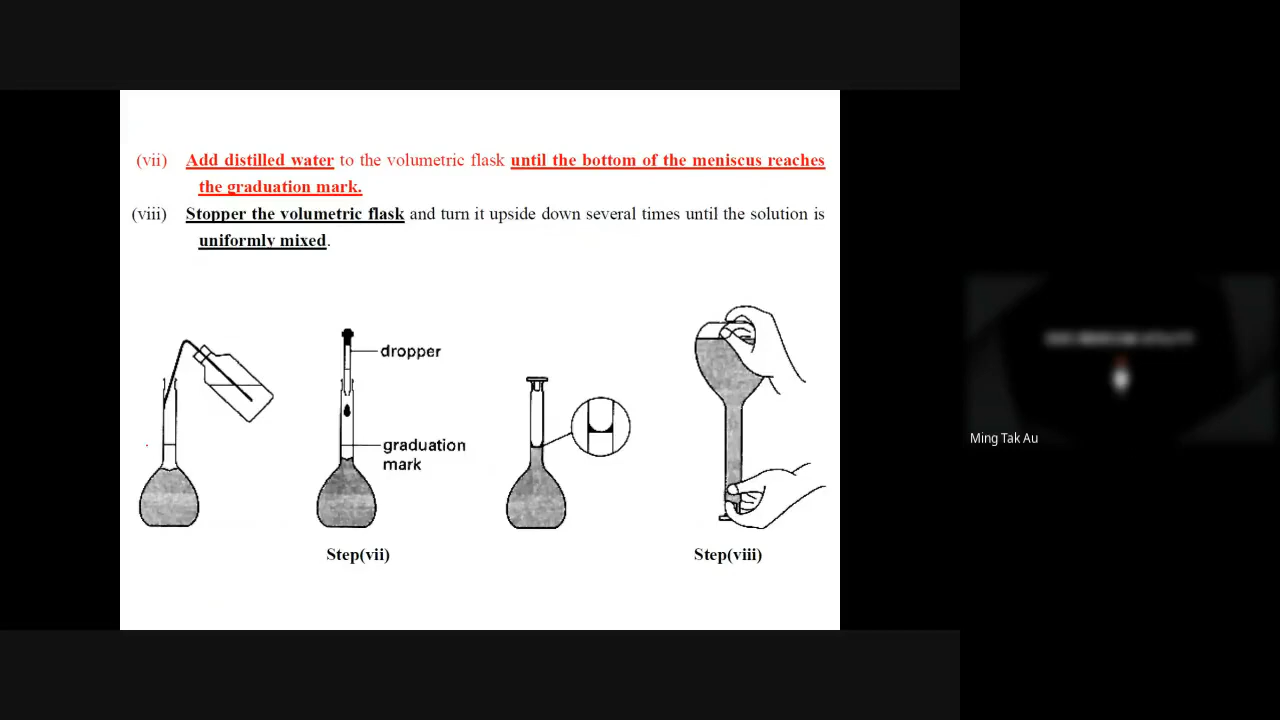 (vii) Add distilled water to the volumetric flask until the bottom of the meniscus reaches
the graduation mark.
(viii) Stopper the volumetric flask and turn it upside down several times until the solution is
uniformly mixed.
dropper
graduation
mark
Step(vii)
Step(viii)
Ming Tak Au